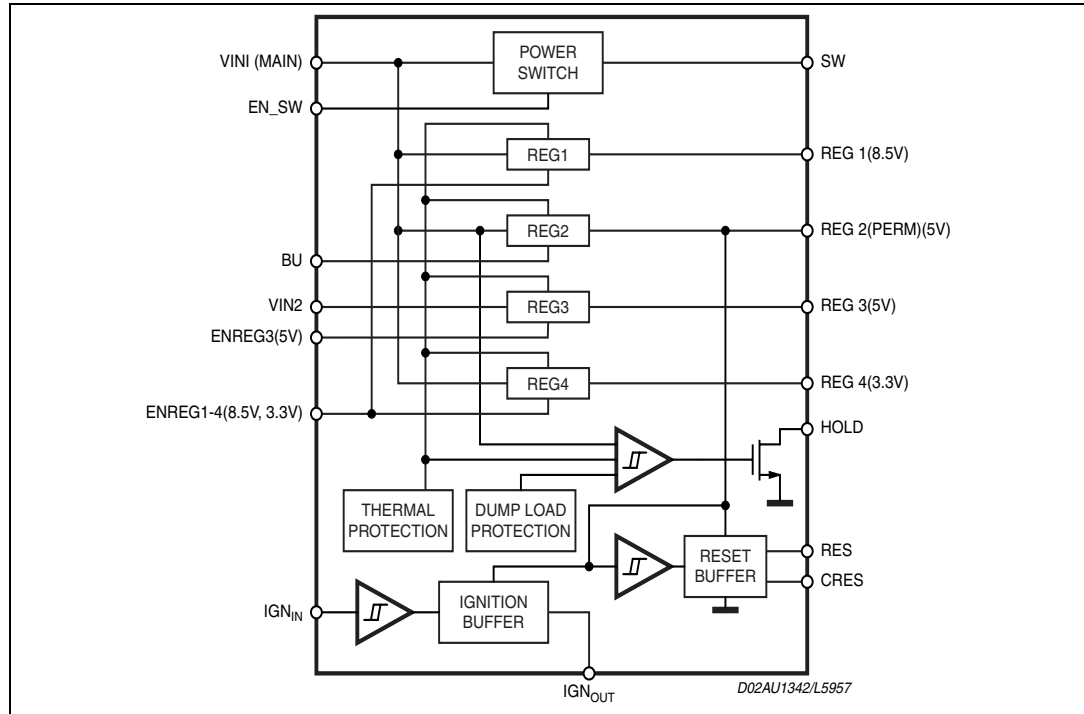 VINI (MAIN)
POWER
SWITCH
SW
EN_SW
REG1
REG 1(8.5V)
REG2
REG 2(PERM)(5V)
BU
VIN2
REG3
REG 3(5V)
ENREG3(5V)
REG4
REG 4(3.3V)
ENREG1-4(8.5V, 3.3V)
HOLD
THERMAL
PROTECTION
DUMP LOAD
PROTECTION
RESET
BUFFER
RES
CRES
IGNIN
IGNITION
BUFFER
IGNOUT
D02AU1342/L5957